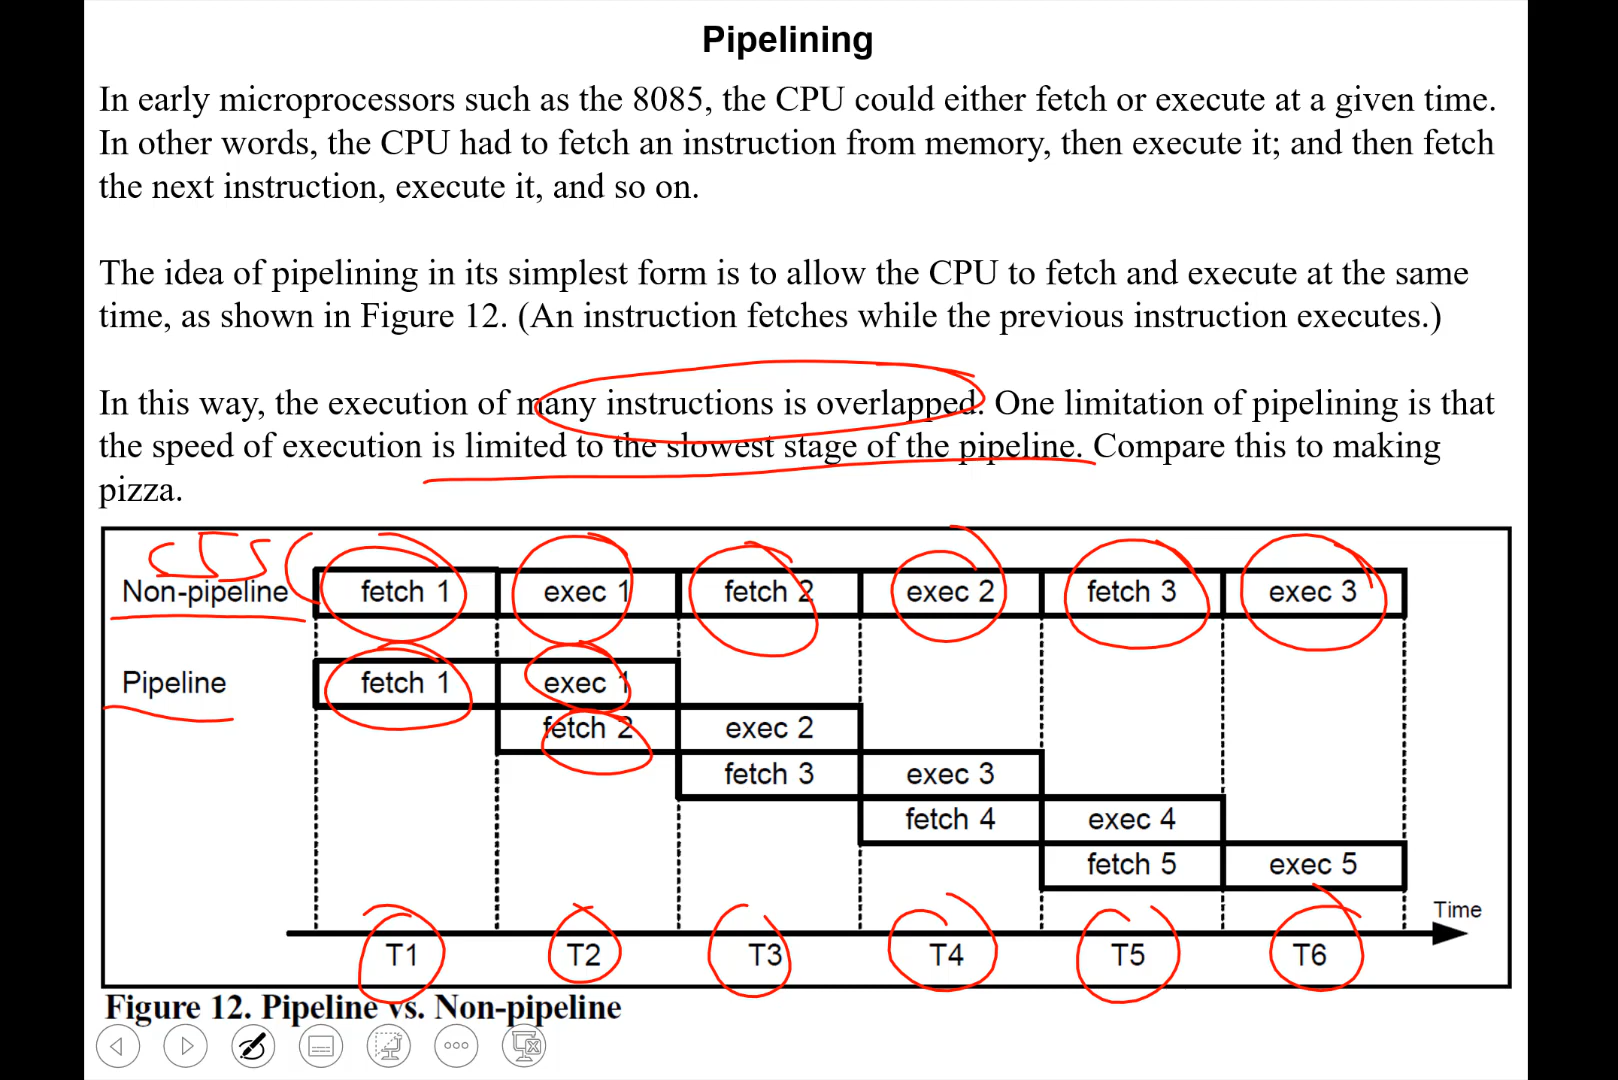 Pipelining
In early microprocessors such as the 8085, the CPU could either fetch or execute at a given time.
In other words, the CPU had to fetch an instruction from memory, then execute it; and then fetch
the next instruction, execute it, and so on.
The idea of pipelining in its simplest form is to allow the CPU to fetch and execute at the same
time, as shown in Figure 12. (An instruction fetches while the previous instruction executes.)
In this way, the execution of many instructions is overlapped. One limitation of pipelining is that
the speed of execution is limited to the slowest stage of the pipeline. Compare this to making
pizza.
Non-pipeline fetch 1 exec 1 fetch 2 exec 2 fetch 3 exec 3
Pipeline fetch 1 exec 1
fetch 2 exec 2
fetch 3 exec 3
fetch 4 exec 4
fetch 5 exec 5
Time
T1 T2 T3 T4 T5 T6
Figure 12. Pipeline vs. Non-pipeline